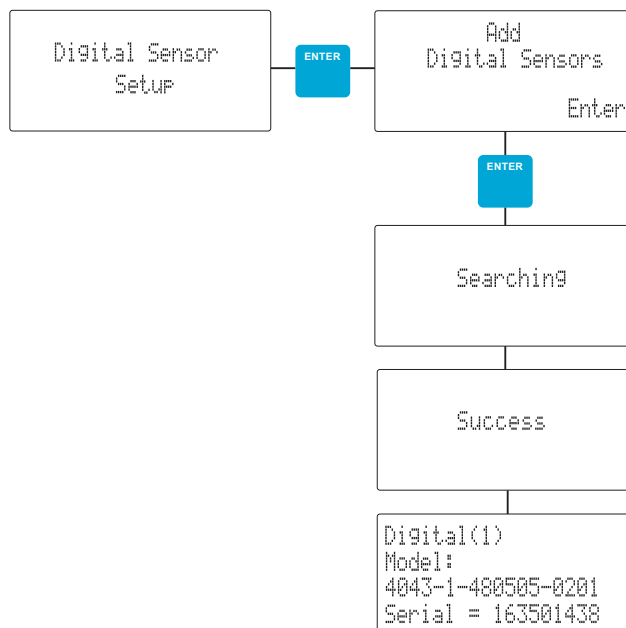 Digital Sensor
Setup
ENTER
Add
Digital Sensors
Enter
ENTER
Searching
Success
Digital(1)
Model:
4043-1-480505-0201
Serial = 163501438